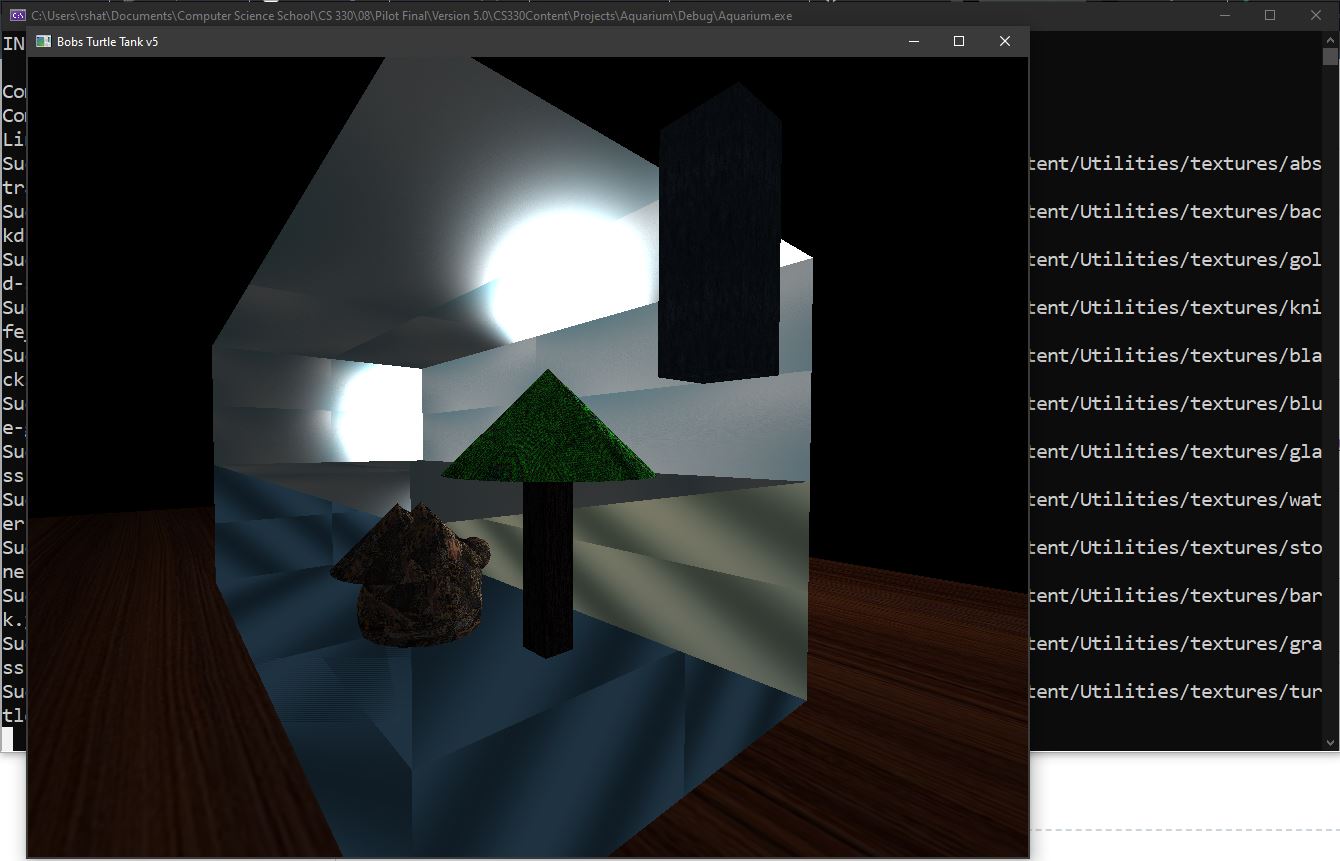 C:\Users\rshat\Documents\Computer Science School\CS 330\08\Pilot Final\Version 5.0\CS330Content\Projects\Aquarium\Debug\Aquarium.exe
Bobs Turtle Tank v5
IN
Co
Co
Li
Su tent/Utilities/textures/abs
tr
Su tent/Utilities/textures/bac
kd
Su tent/Utilities/textures/gol
d-
Su tent/Utilities/textures/kni
fe_
Su tent/Utilities/textures/bla
ck
Su tent/Utilities/textures/blu
e-g
Su tent/Utilities/textures/gla
ss
Su tent/Utilities/textures/wat
er
Su tent/Utilities/textures/sto
ne
Su tent/Utilities/textures/bar
k.
Su tent/Utilities/textures/gra
ss
Su tent/Utilities/textures/tur
tl